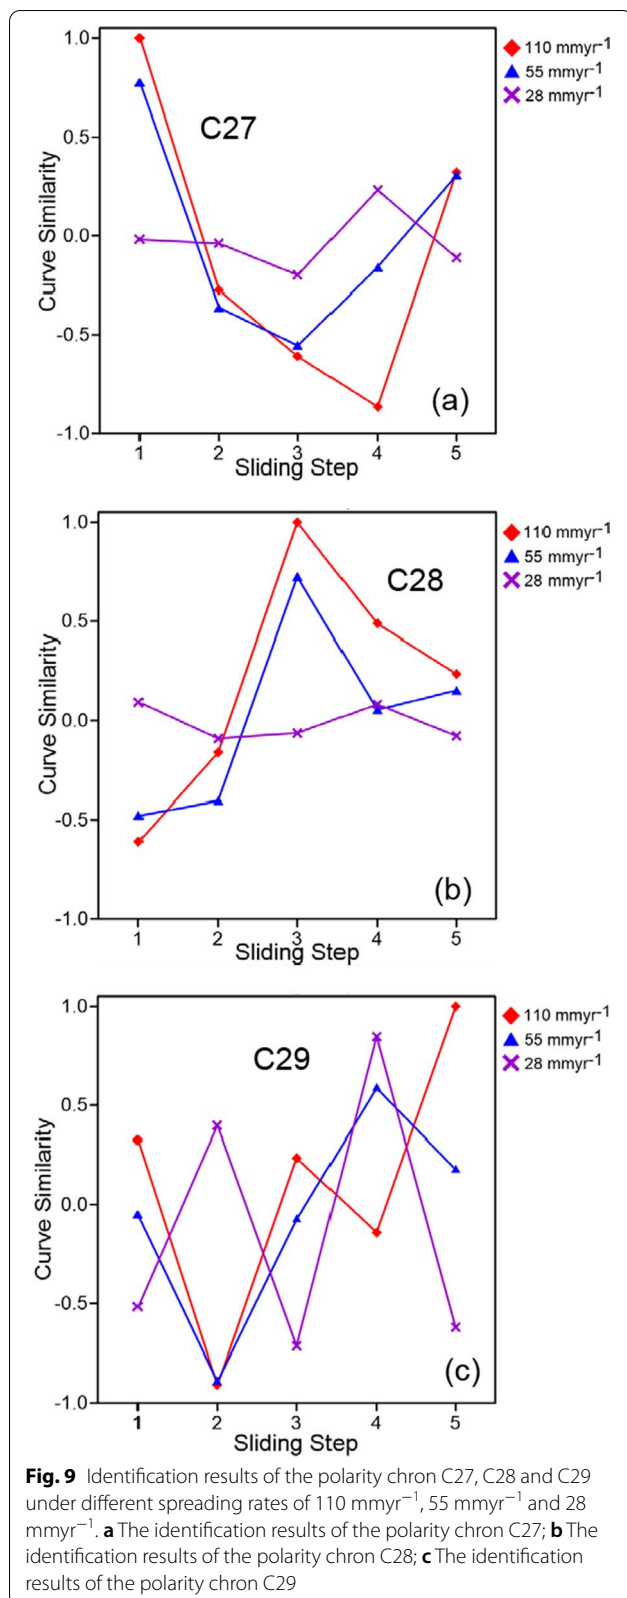 1.0
0.5
0.0
-0.5
-1.0
Curve Similarity
C27
110 mmyr⁻¹
55 mmyr⁻¹
28 mmyr⁻¹
(a)
1 2 3 4 5
Sliding Step
1.0
0.5
0.0
-0.5
-1.0
Curve Similarity
C28
110 mmyr⁻¹
55 mmyr⁻¹
28 mmyr⁻¹
(b)
1 2 3 4 5
Sliding Step
1.0
0.5
0.0
-0.5
-1.0
Curve Similarity
C29
110 mmyr⁻¹
55 mmyr⁻¹
28 mmyr⁻¹
(c)
1 2 3 4 5
Sliding Step
Fig. 9 Identification results of the polarity chron C27, C28 and C29
under different spreading rates of 110 mmyr⁻¹, 55 mmyr⁻¹ and 28
mmyr⁻¹. a The identification results of the polarity chron C27; b The
identification results of the polarity chron C28; c The identification
results of the polarity chron C29